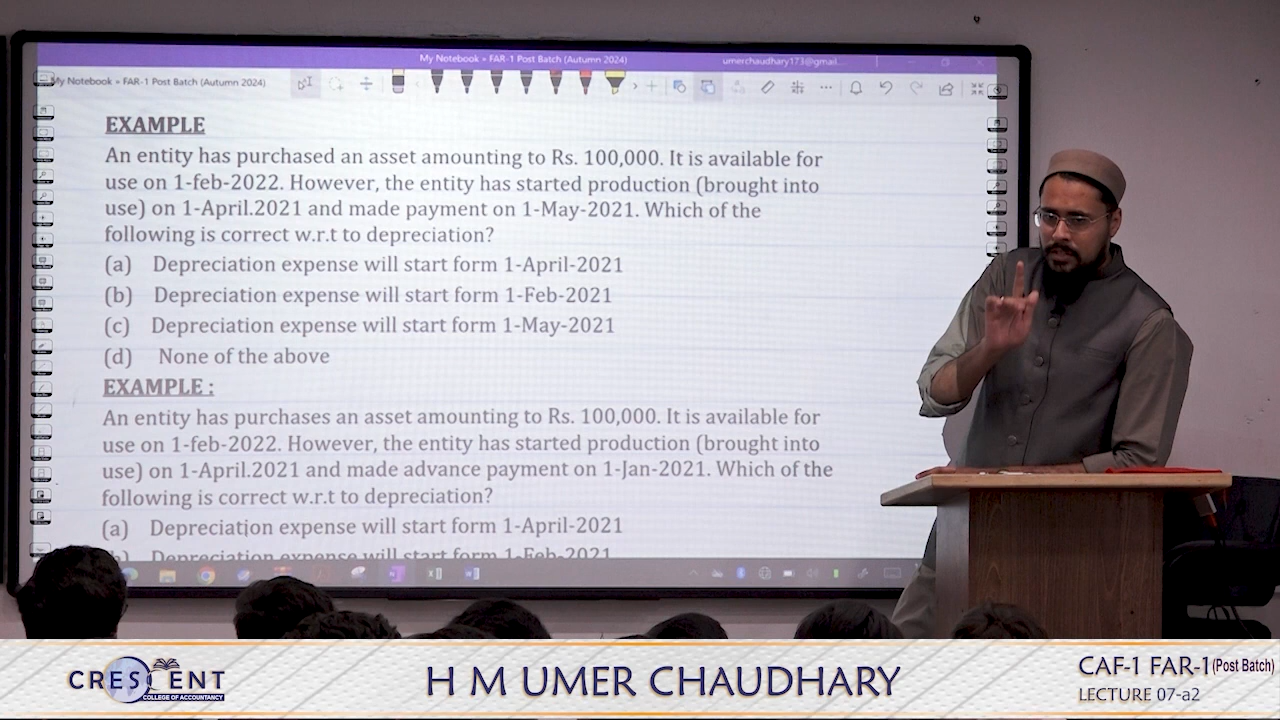 My Notebook » FAR-1 Post Batch (Autumn 2024)
umerchaudhary173@gmail...
My Notebook » FAR-1 Post Batch (Autumn 2024)
EXAMPLE
An entity has purchased an asset amounting to Rs. 100,000. It is available for
use on 1-feb-2022. However, the entity has started production (brought into
use) on 1-April.2021 and made payment on 1-May-2021. Which of the
following is correct w.r.t to depreciation?
(a) Depreciation expense will start form 1-April-2021
(b) Depreciation expense will start form 1-Feb-2021
(c) Depreciation expense will start form 1-May-2021
(d) None of the above
EXAMPLE :
An entity has purchases an asset amounting to Rs. 100,000. It is available for
use on 1-feb-2022. However, the entity has started production (brought into
use) on 1-April.2021 and made advance payment on 1-Jan-2021. Which of the
following is correct w.r.t to depreciation?
(a) Depreciation expense will start form 1-April-2021
(b) Depreciation expense will start form 1-Feb-2021
CRESCENT
COLLEGE OF ACCOUNTANCY
H M UMER CHAUDHARY
CAF-1 FAR-1 (Post Batch)
LECTURE 07-a2